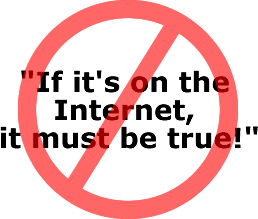 "If it's on the
Internet,
it must be true!"